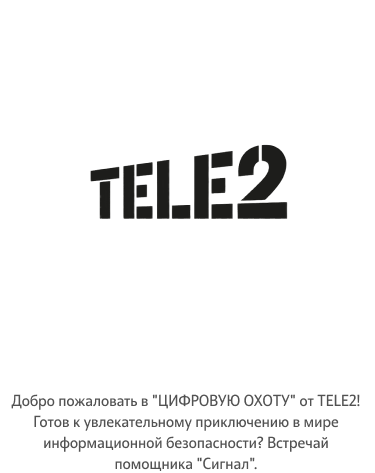 TELE2
Добро пожаловать в "ЦИФРОВУЮ ОХОТУ" от TELE2!
Готов к увлекательному приключению в мире
информационной безопасности? Встречай
помощника "Сигнал".